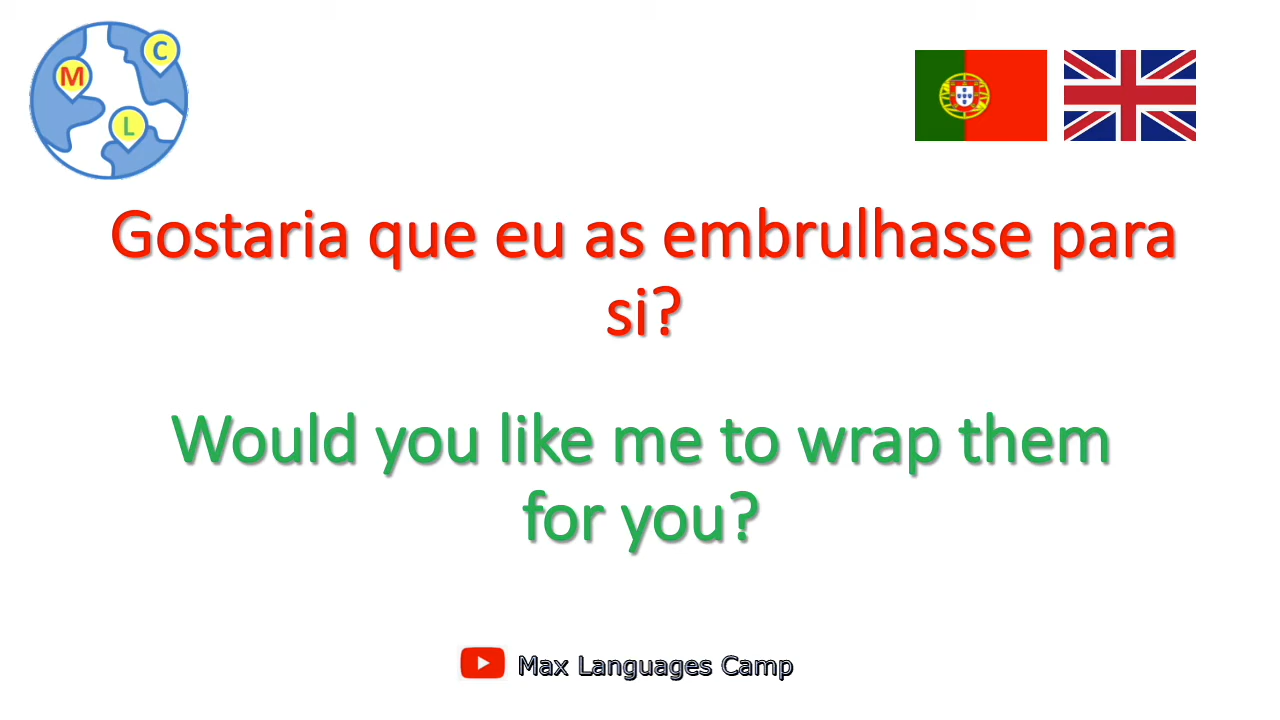 M
C
L
Gostaria que eu as embrulhasse para
si?
Would you like me to wrap them
for you?
Max Languages Camp